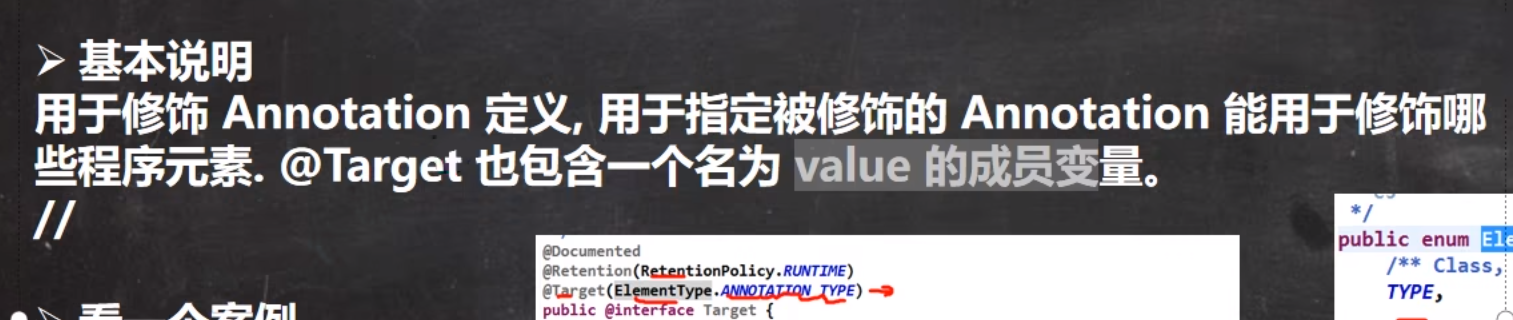 ➢ 基本说明
用于修饰 Annotation 定义, 用于指定被修饰的 Annotation 能用于修饰哪
些程序元素. @Target 也包含一个名为 value 的成员变量。
//
@Documented
@Retention(RetentionPolicy.RUNTIME)
@Target(ElementType.ANNOTATION_TYPE)
public @interface Target {
*/
public enum Ele
/** Class,
TYPE,
看一个案例